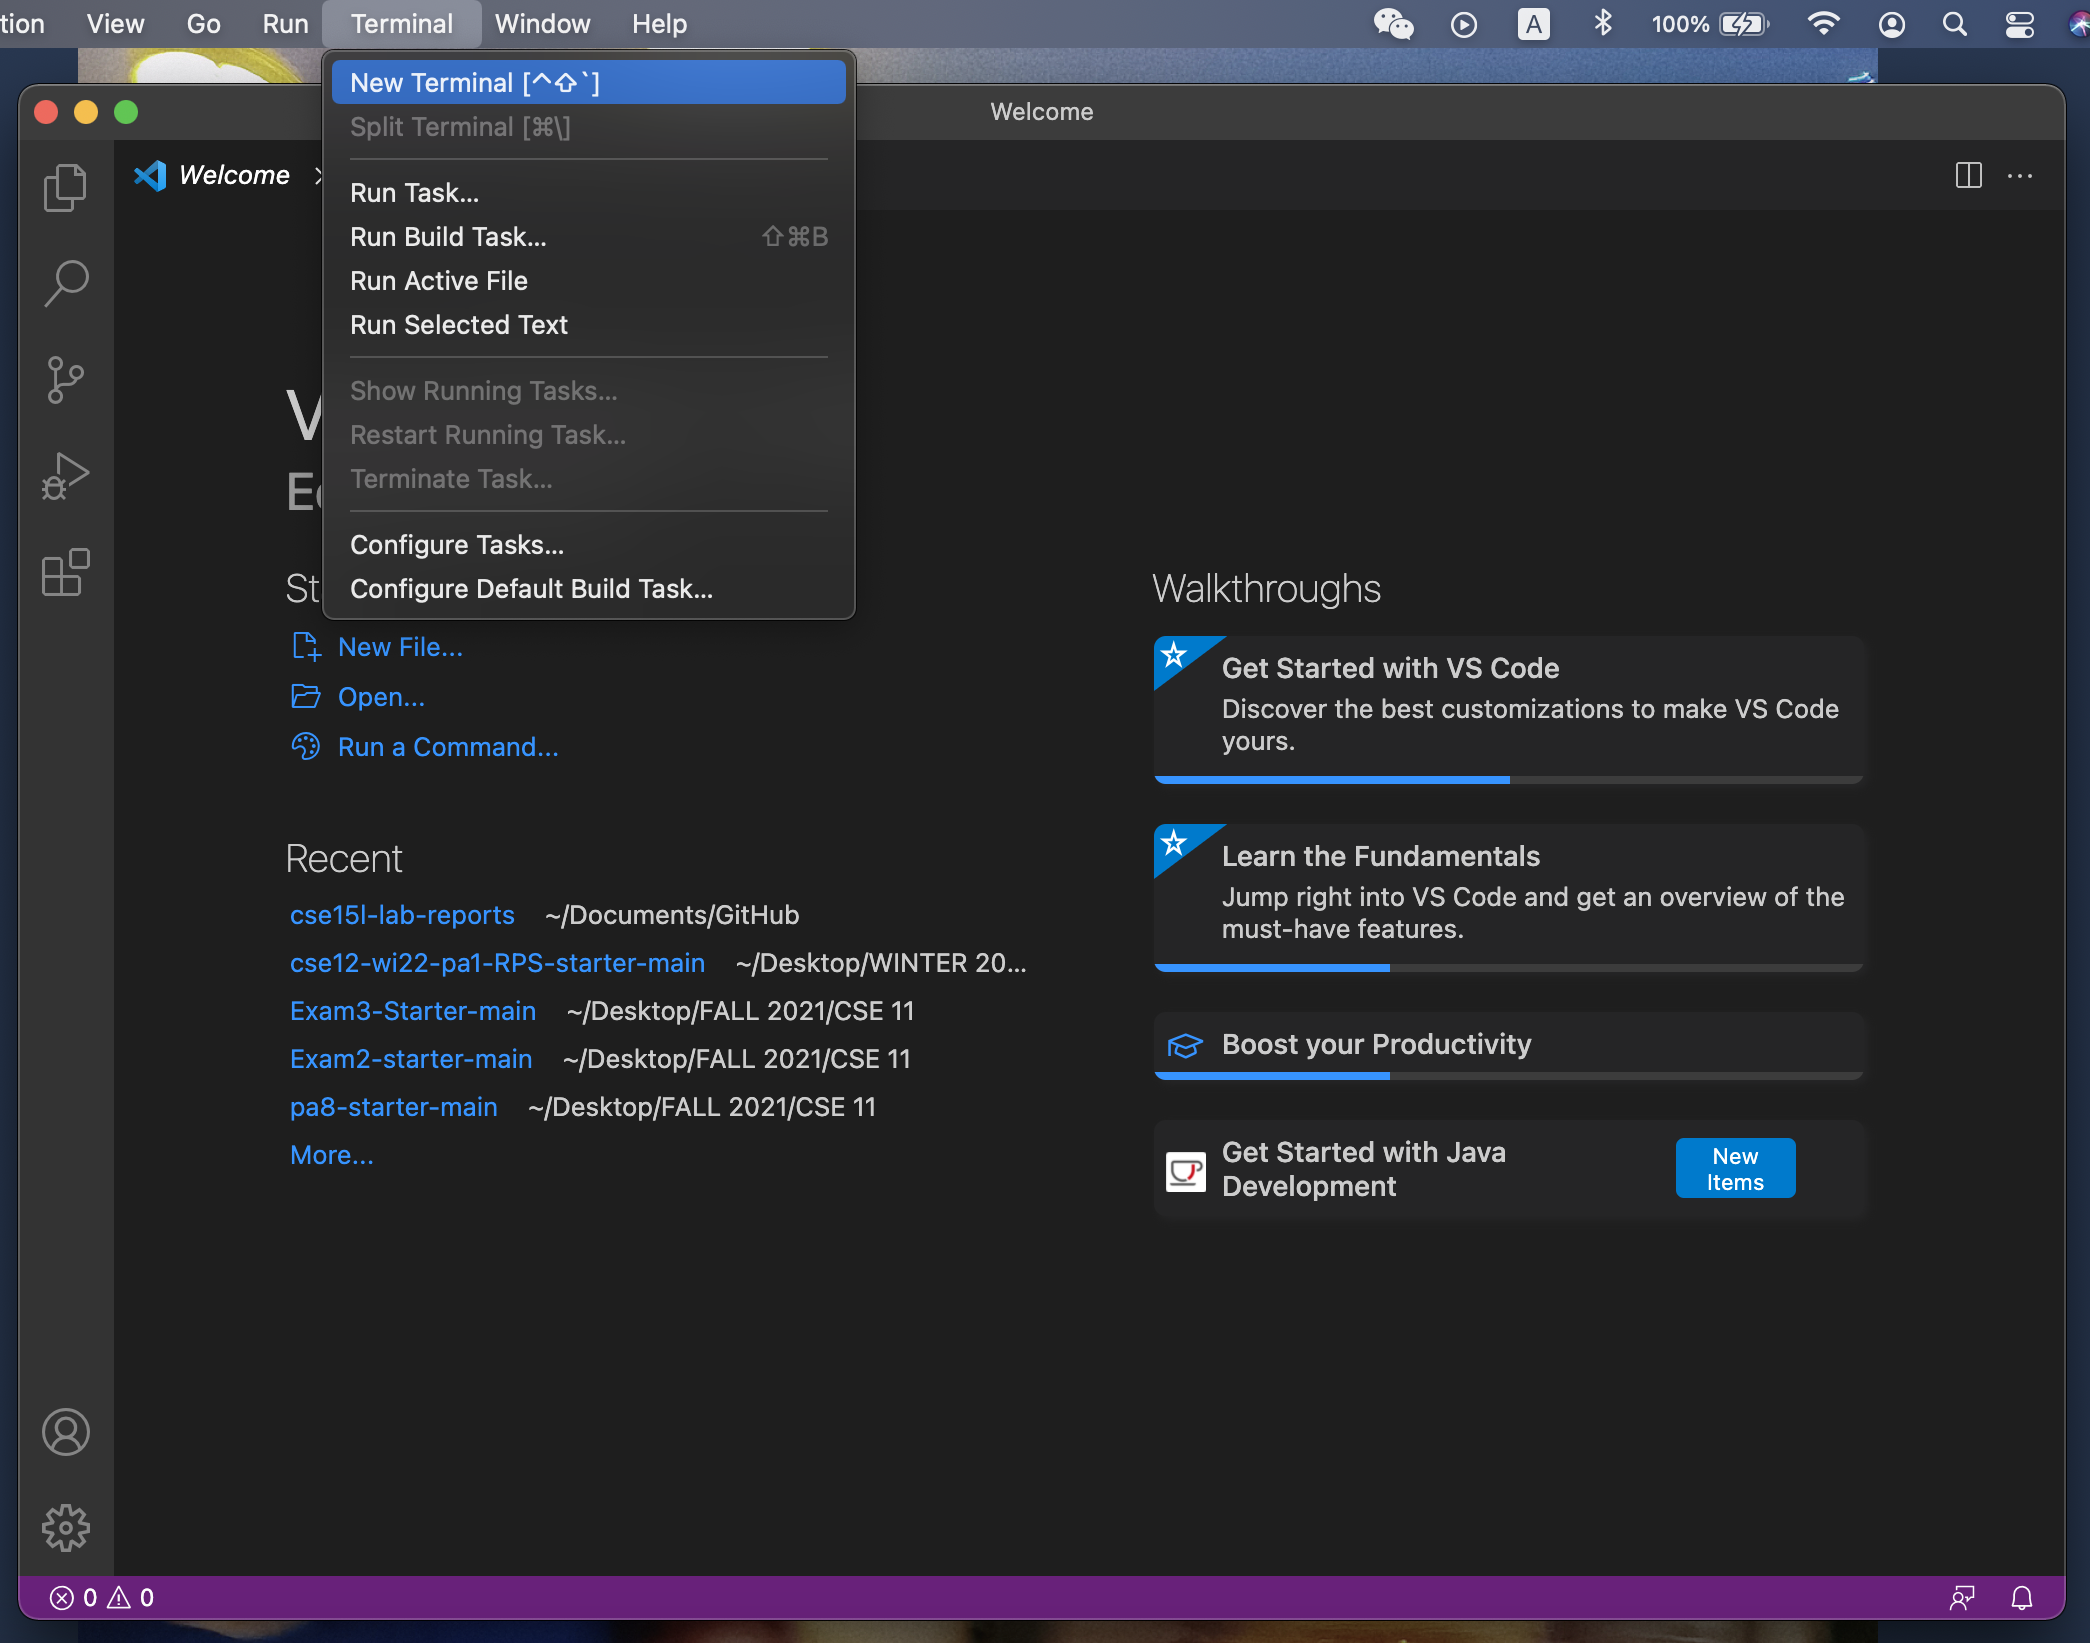 tion View Go Run Terminal Window Help A 100%
New Terminal [^⇧`]
Split Terminal [⌘\]
Run Task...
Run Build Task... ⇧⌘B
Run Active File
Run Selected Text
Show Running Tasks...
Restart Running Task...
Terminate Task...
Configure Tasks...
Configure Default Build Task...
Welcome
Welcome
New File...
Open...
Run a Command...
Recent
cse15l-lab-reports ~/Documents/GitHub
cse12-wi22-pa1-RPS-starter-main ~/Desktop/WINTER 20...
Exam3-Starter-main ~/Desktop/FALL 2021/CSE 11
Exam2-starter-main ~/Desktop/FALL 2021/CSE 11
pa8-starter-main ~/Desktop/FALL 2021/CSE 11
More...
Walkthroughs
Get Started with VS Code
Discover the best customizations to make VS Code
yours.
Learn the Fundamentals
Jump right into VS Code and get an overview of the
must-have features.
Boost your Productivity
Get Started with Java
Development
New
Items
0 0